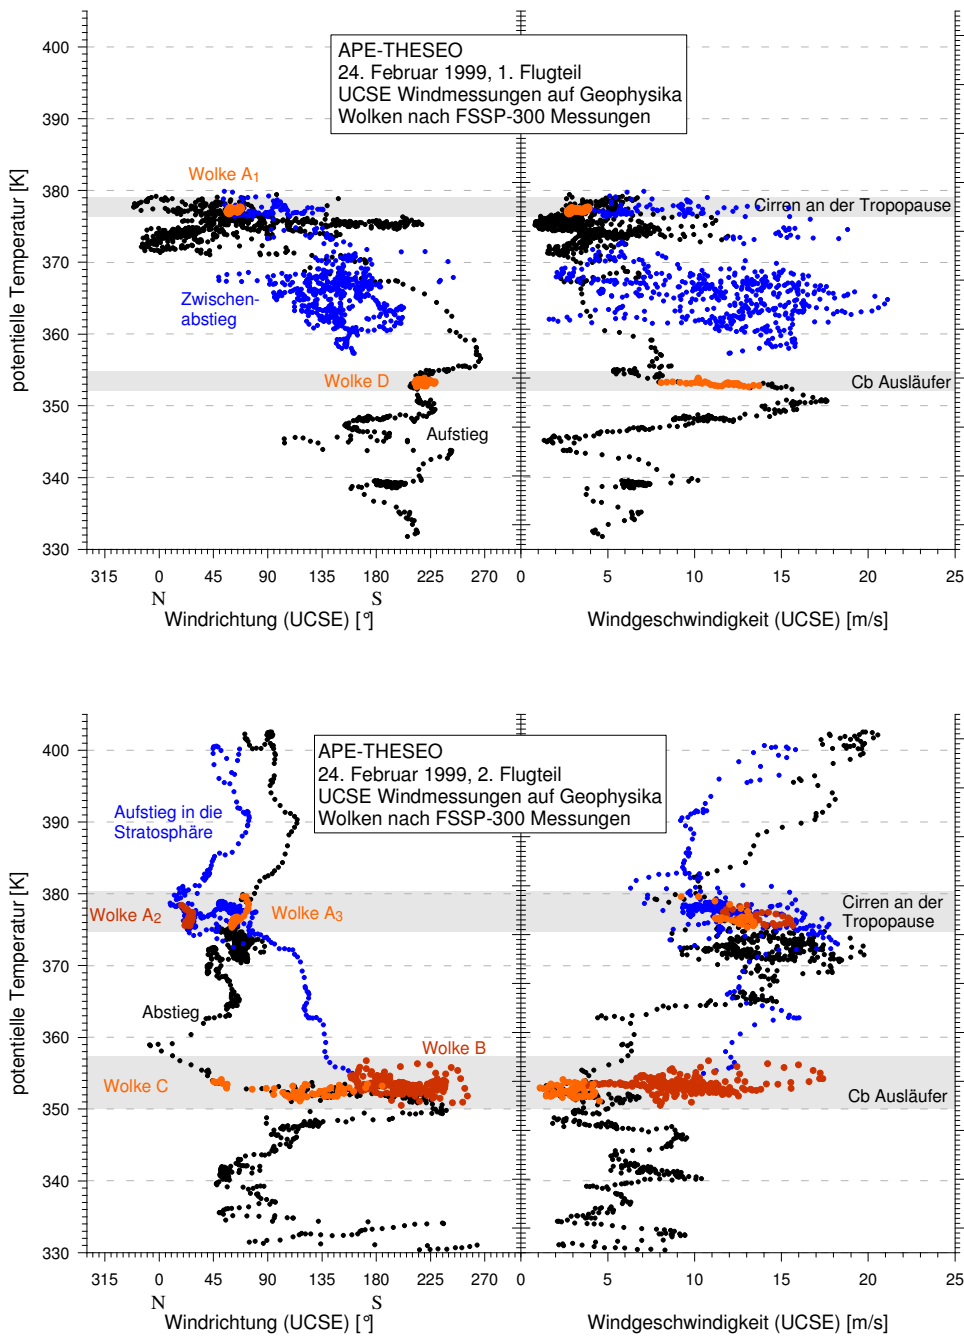 APE-THESEO
24. Februar 1999, 1. Flugteil
UCSE Windmessungen auf Geophysika
Wolken nach FSSP-300 Messungen
potentielle Temperatur [K]
400
390
380
370
360
350
340
330
Wolke A1
Zwischen-
abstieg
Wolke D
Aufstieg
Cirren an der Tropopause
Cb Ausläufer
315 0 45 90 135 180 225 270
N S
Windrichtung (UCSE) [°]
0 5 10 15 20 25
Windgeschwindigkeit (UCSE) [m/s]
APE-THESEO
24. Februar 1999, 2. Flugteil
UCSE Windmessungen auf Geophysika
Wolken nach FSSP-300 Messungen
potentielle Temperatur [K]
400
390
380
370
360
350
340
330
Aufstieg in die
Stratosphäre
Wolke A2
Wolke A3
Abstieg
Wolke B
Wolke C
Cirren an der
Tropopause
Cb Ausläufer
315 0 45 90 135 180 225 270
N S
Windrichtung (UCSE) [°]
0 5 10 15 20 25
Windgeschwindigkeit (UCSE) [m/s]